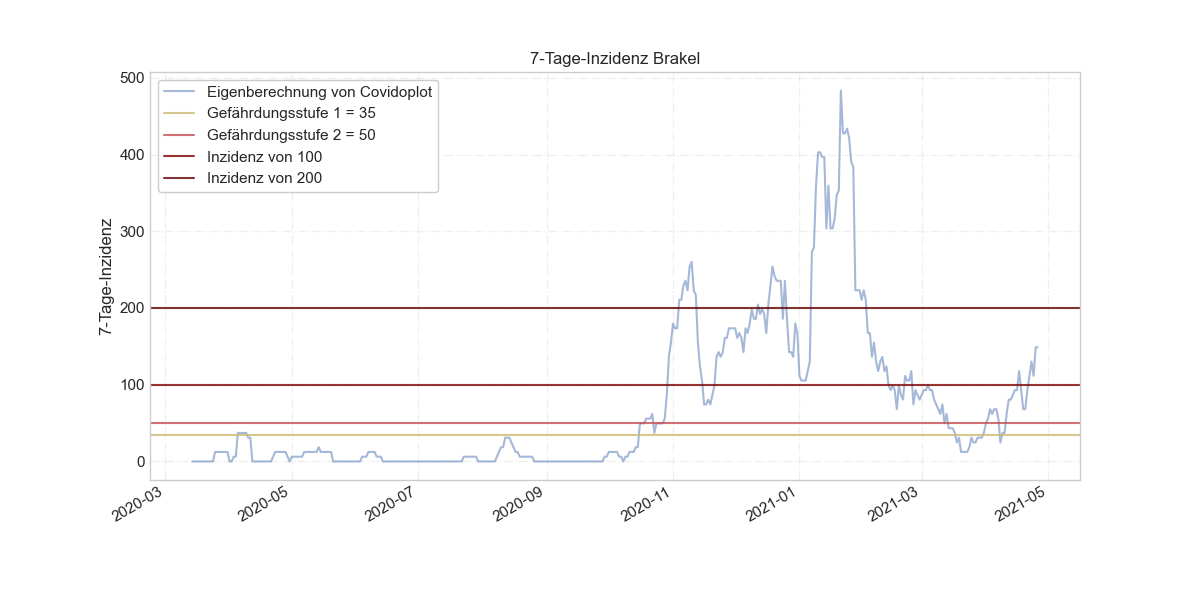 7-Tage-Inzidenz Brakel
500
400
300
200
100
0
7-Tage-Inzidenz
Eigenberechnung von Covidoplot
Gefährdungsstufe 1 = 35
Gefährdungsstufe 2 = 50
Inzidenz von 100
Inzidenz von 200
2020-03
2020-05
2020-07
2020-09
2020-11
2021-01
2021-03
2021-05